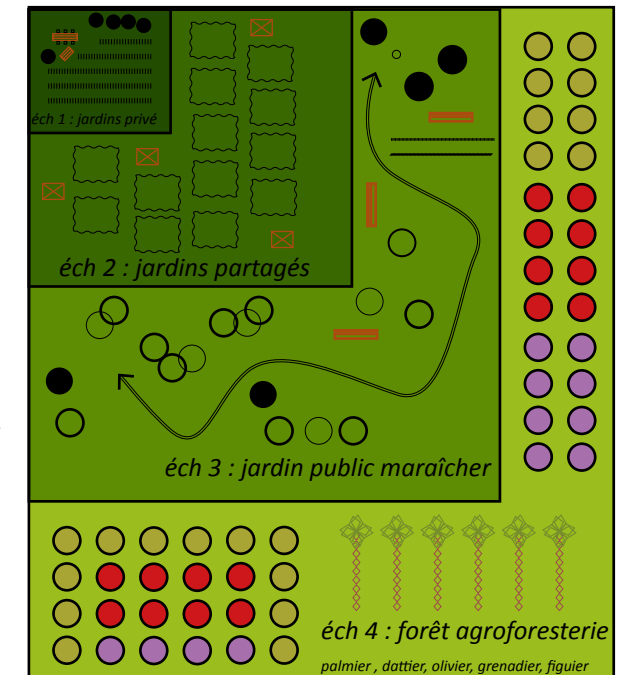 éch 1 : jardins privé
éch 2 : jardins partagés
éch 3 : jardin public maraîcher
éch 4 : forêt agroforesterie
palmier , dattier, olivier, grenadier, figuier